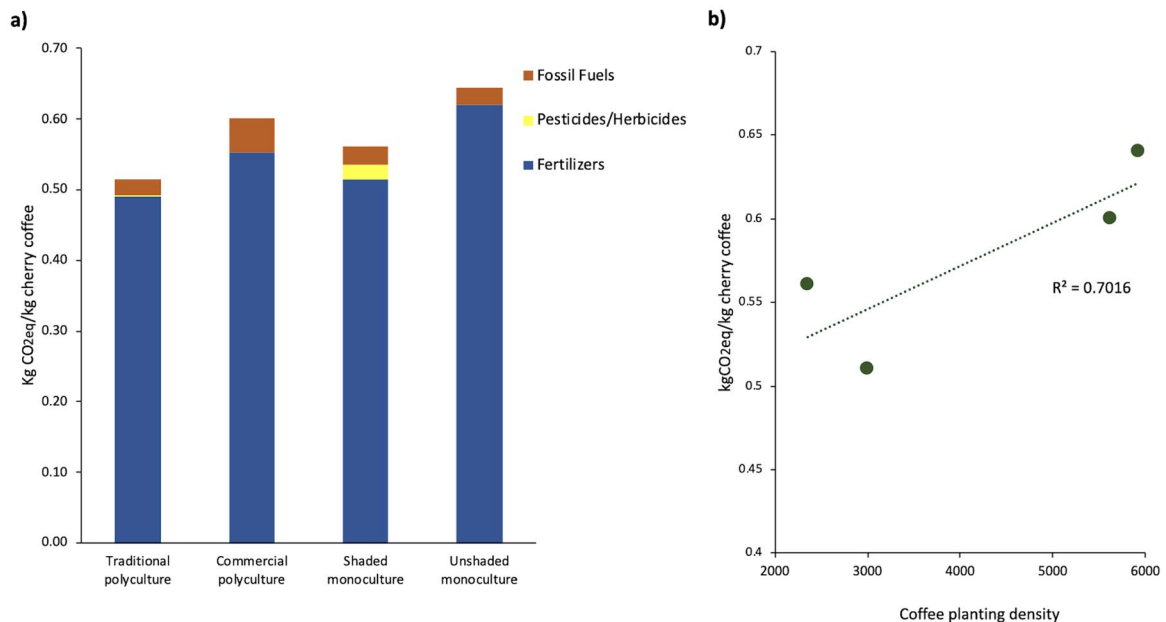 a)
Kg CO2eq/kg cherry coffee
0.70
0.60
0.50
0.40
0.30
0.20
0.10
0.00
Traditional
polyculture
Commercial
polyculture
Shaded
monoculture
Unshaded
monoculture
Fossil Fuels
Pesticides/Herbicides
Fertilizers
b)
kgCO2eq/kg cherry coffee
0.7
0.65
0.6
0.55
0.5
0.45
0.4
R² = 0.7016
2000
3000
4000
5000
6000
Coffee planting density